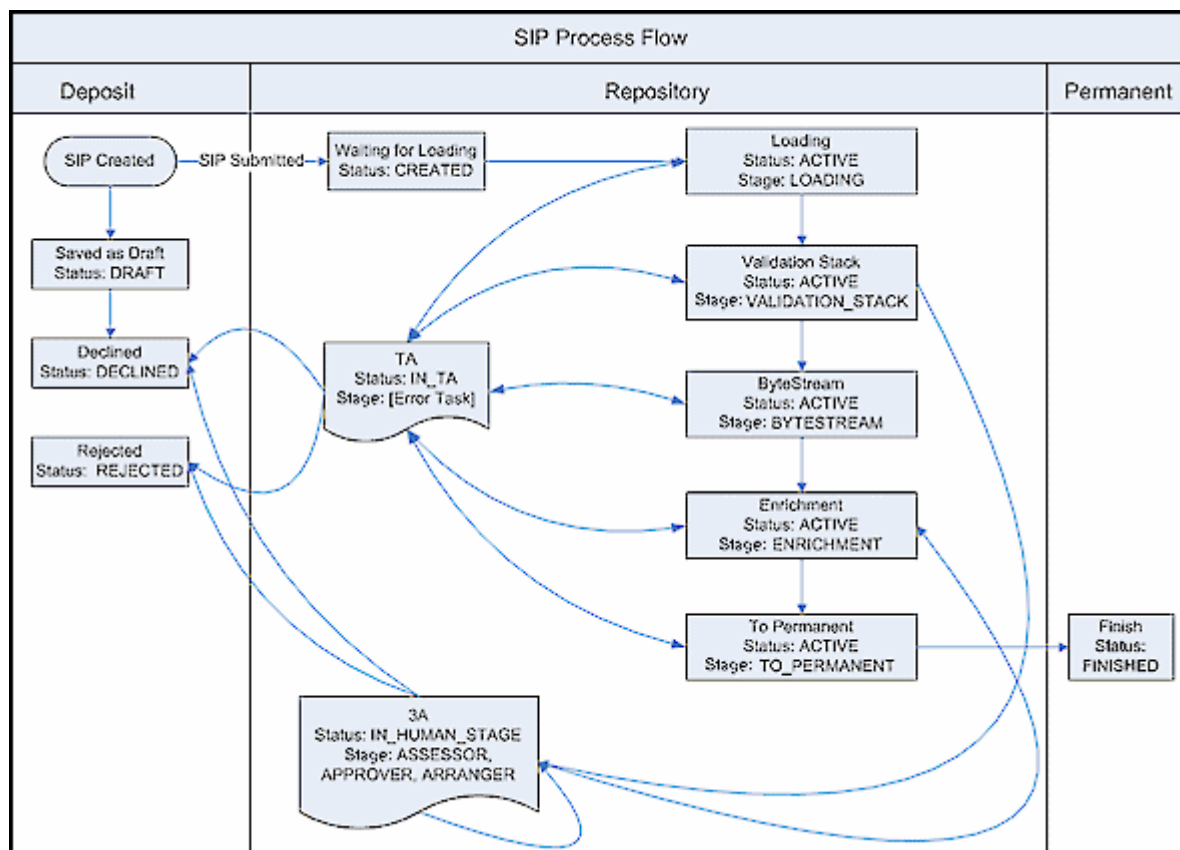 SIP Process Flow
Deposit
Repository
Permanent
SIP Created
SIP Submitted
Waiting for Loading
Status: CREATED
Loading
Status: ACTIVE
Stage: LOADING
Saved as Draft
Status: DRAFT
Validation Stack
Status: ACTIVE
Stage: VALIDATION_STACK
Declined
Status: DECLINED
TA
Status: IN_TA
Stage: [Error Task]
ByteStream
Status: ACTIVE
Stage: BYTESTREAM
Rejected
Status: REJECTED
Enrichment
Status: ACTIVE
Stage: ENRICHMENT
To Permanent
Status: ACTIVE
Stage: TO_PERMANENT
Finish
Status:
FINISHED
3A
Status: IN_HUMAN_STAGE
Stage: ASSESSOR,
APPROVER, ARRANGER